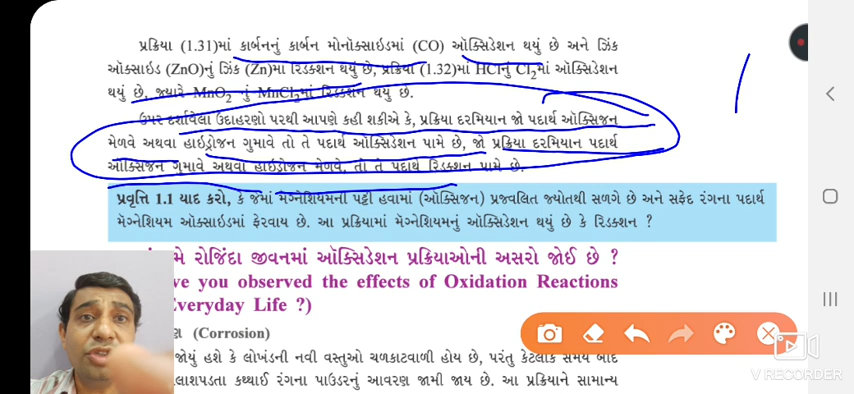 પ્રક્રિયા (1.31)માં કાર્બનનું કાર્બન મોનૉક્સાઇડમાં (CO) ઑક્સિડેશન થયું છે અને ઝિંક
ઑક્સાઇડ (ZnO)નું ઝિંક (Zn)માં રિડક્શન થયું છે, પ્રક્રિયા (1.32)માં HClનું Cl2માં ઑક્સિડેશન
થયું છે, જ્યારે MnO2 નું MnCl2માં રિડક્શન થયું છે.
ઉપર દર્શાવેલા ઉદાહરણો પરથી આપણે કહી શકીએ કે, પ્રક્રિયા દરમિયાન જો પદાર્થ ઑક્સિજન
મેળવે અથવા હાઇડ્રોજન ગુમાવે તો તે પદાર્થ ઑક્સિડેશન પામે છે, જો પ્રક્રિયા દરમિયાન પદાર્થ
ઑક્સિજન ગુમાવે અથવા હાઇડ્રોજન મેળવે, તો તે પદાર્થ રિડક્શન પામે છે.
પ્રવૃત્તિ 1.1 યાદ કરો, કે જેમાં મૅગ્નેશિયમની પટ્ટી હવામાં (ઑક્સિજન) પ્રજ્વલિત જ્યોતથી સળગે છે અને સફેદ રંગના પદાર્થ
મૅગ્નેશિયમ ઑક્સાઇડમાં ફેરવાય છે. આ પ્રક્રિયામાં મૅગ્નેશિયમનું ઑક્સિડેશન થયું છે કે રિડક્શન ?
મે રોજિંદા જીવનમાં ઑક્સિડેશન પ્રક્રિયાઓની અસરો જોઈ છે ?
ve you observed the effects of Oxidation Reactions
Everyday Life ?)
ણ (Corrosion)
જોયું હશે કે લોખંડની નવી વસ્તુઓ ચળકાટવાળી હોય છે, પરંતુ કેટલાક સમય બાદ
લાશપડતા કથ્થાઈ રંગના પાઉડરનું આવરણ જામી જાય છે. આ પ્રક્રિયાને સામાન્ય
V RECORDER